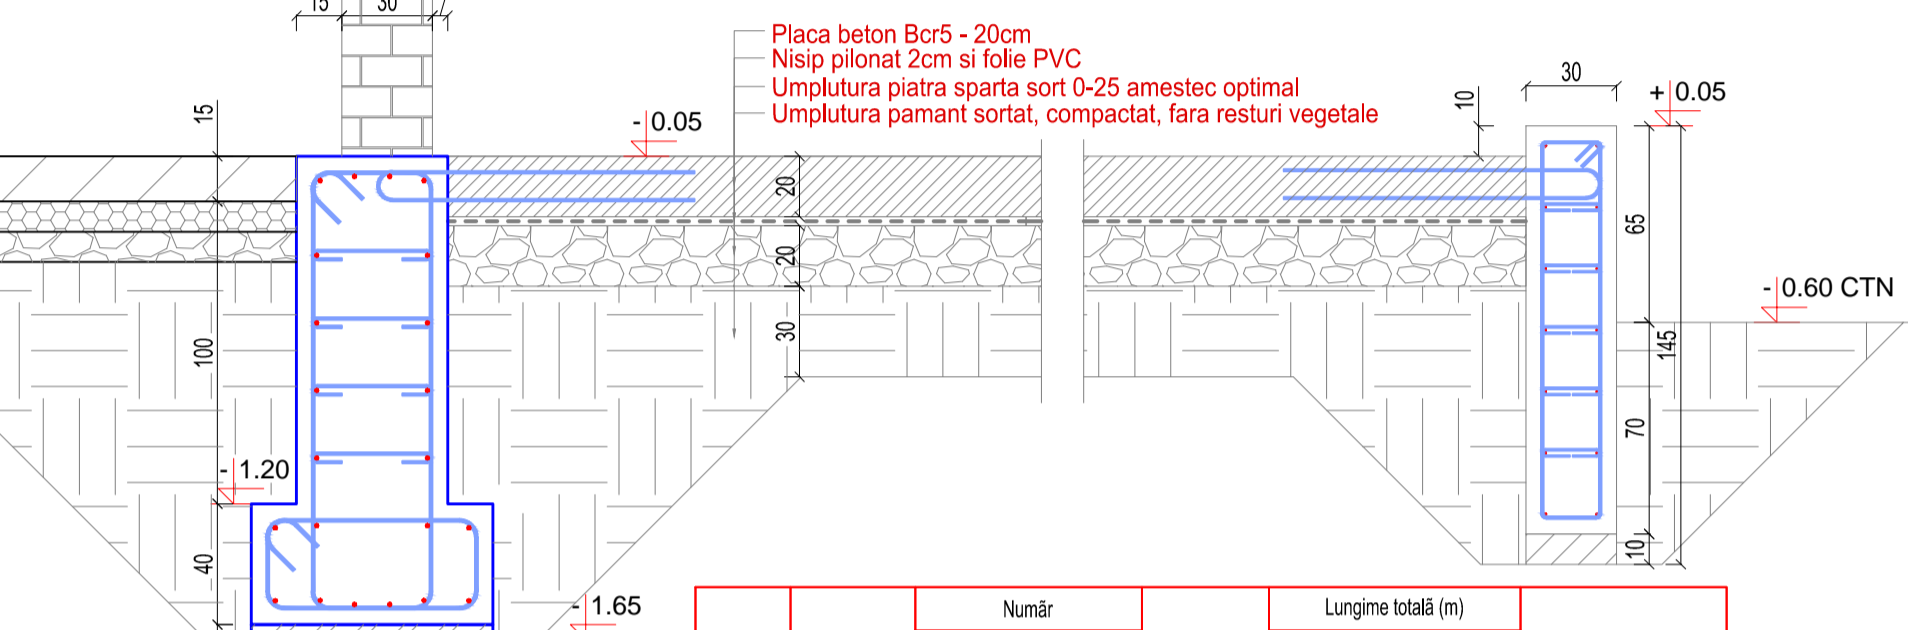 15
30
Placa beton Bcr5 - 20cm
Nisip pilonat 2cm si folie PVC
Umplutura piatra sparta sort 0-25 amestec optimal
Umplutura pamant sortat, compactat, fara resturi vegetale
30
10
+ 0.05
15
- 0.05
20
65
20
- 0.60 CTN
30
100
145
70
- 1.20
10
40
- 1.65
Număr
Lungime totală (m)